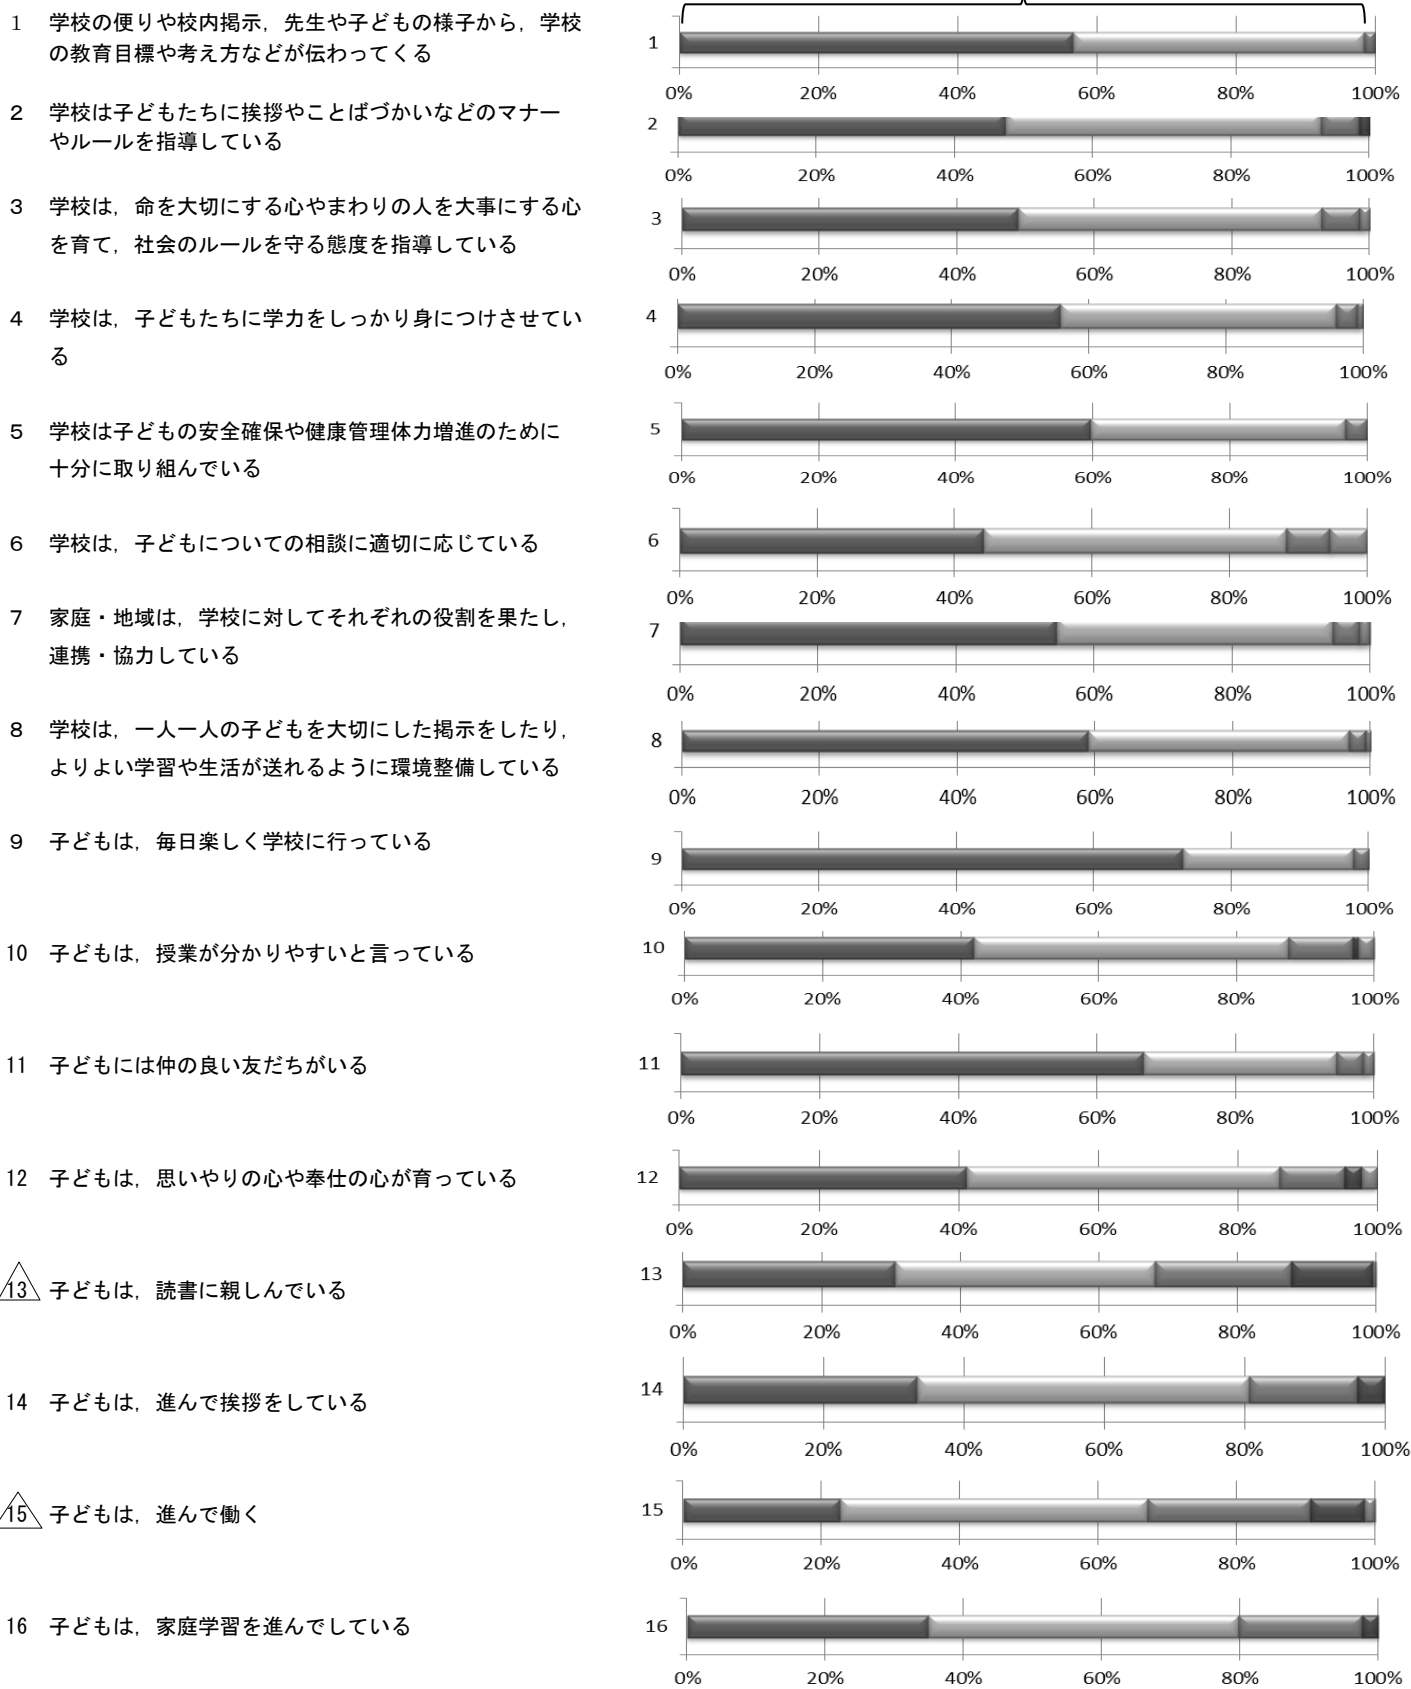 1 学校の便りや校内掲示，先生や子どもの様子から，学校
の教育目標や考え方などが伝わってくる
1
0% 20% 40% 60% 80% 100%
2 学校は子どもたちに挨拶やことばづかいなどのマナー
やルールを指導している
2
0% 20% 40% 60% 80% 100%
3 学校は，命を大切にする心やまわりの人を大事にする心
を育て，社会のルールを守る態度を指導している
3
0% 20% 40% 60% 80% 100%
4 学校は，子どもたちに学力をしっかり身につけさせてい
る
4
0% 20% 40% 60% 80% 100%
5 学校は子どもの安全確保や健康管理体力増進のために
十分に取り組んでいる
5
0% 20% 40% 60% 80% 100%
6 学校は，子どもについての相談に適切に応じている
6
0% 20% 40% 60% 80% 100%
7 家庭・地域は，学校に対してそれぞれの役割を果たし，
連携・協力している
7
0% 20% 40% 60% 80% 100%
8 学校は，一人一人の子どもを大切にした掲示をしたり，
よりよい学習や生活が送れるように環境整備している
8
0% 20% 40% 60% 80% 100%
9 子どもは，毎日楽しく学校に行っている
9
0% 20% 40% 60% 80% 100%
10 子どもは，授業が分かりやすいと言っている
10
0% 20% 40% 60% 80% 100%
11 子どもには仲の良い友だちがいる
11
0% 20% 40% 60% 80% 100%
12 子どもは，思いやりの心や奉仕の心が育っている
12
0% 20% 40% 60% 80% 100%
13 子どもは，読書に親しんでいる
13
0% 20% 40% 60% 80% 100%
14 子どもは，進んで挨拶をしている
14
0% 20% 40% 60% 80% 100%
15 子どもは，進んで働く
15
0% 20% 40% 60% 80% 100%
16 子どもは，家庭学習を進んでしている
16
0% 20% 40% 60% 80% 100%